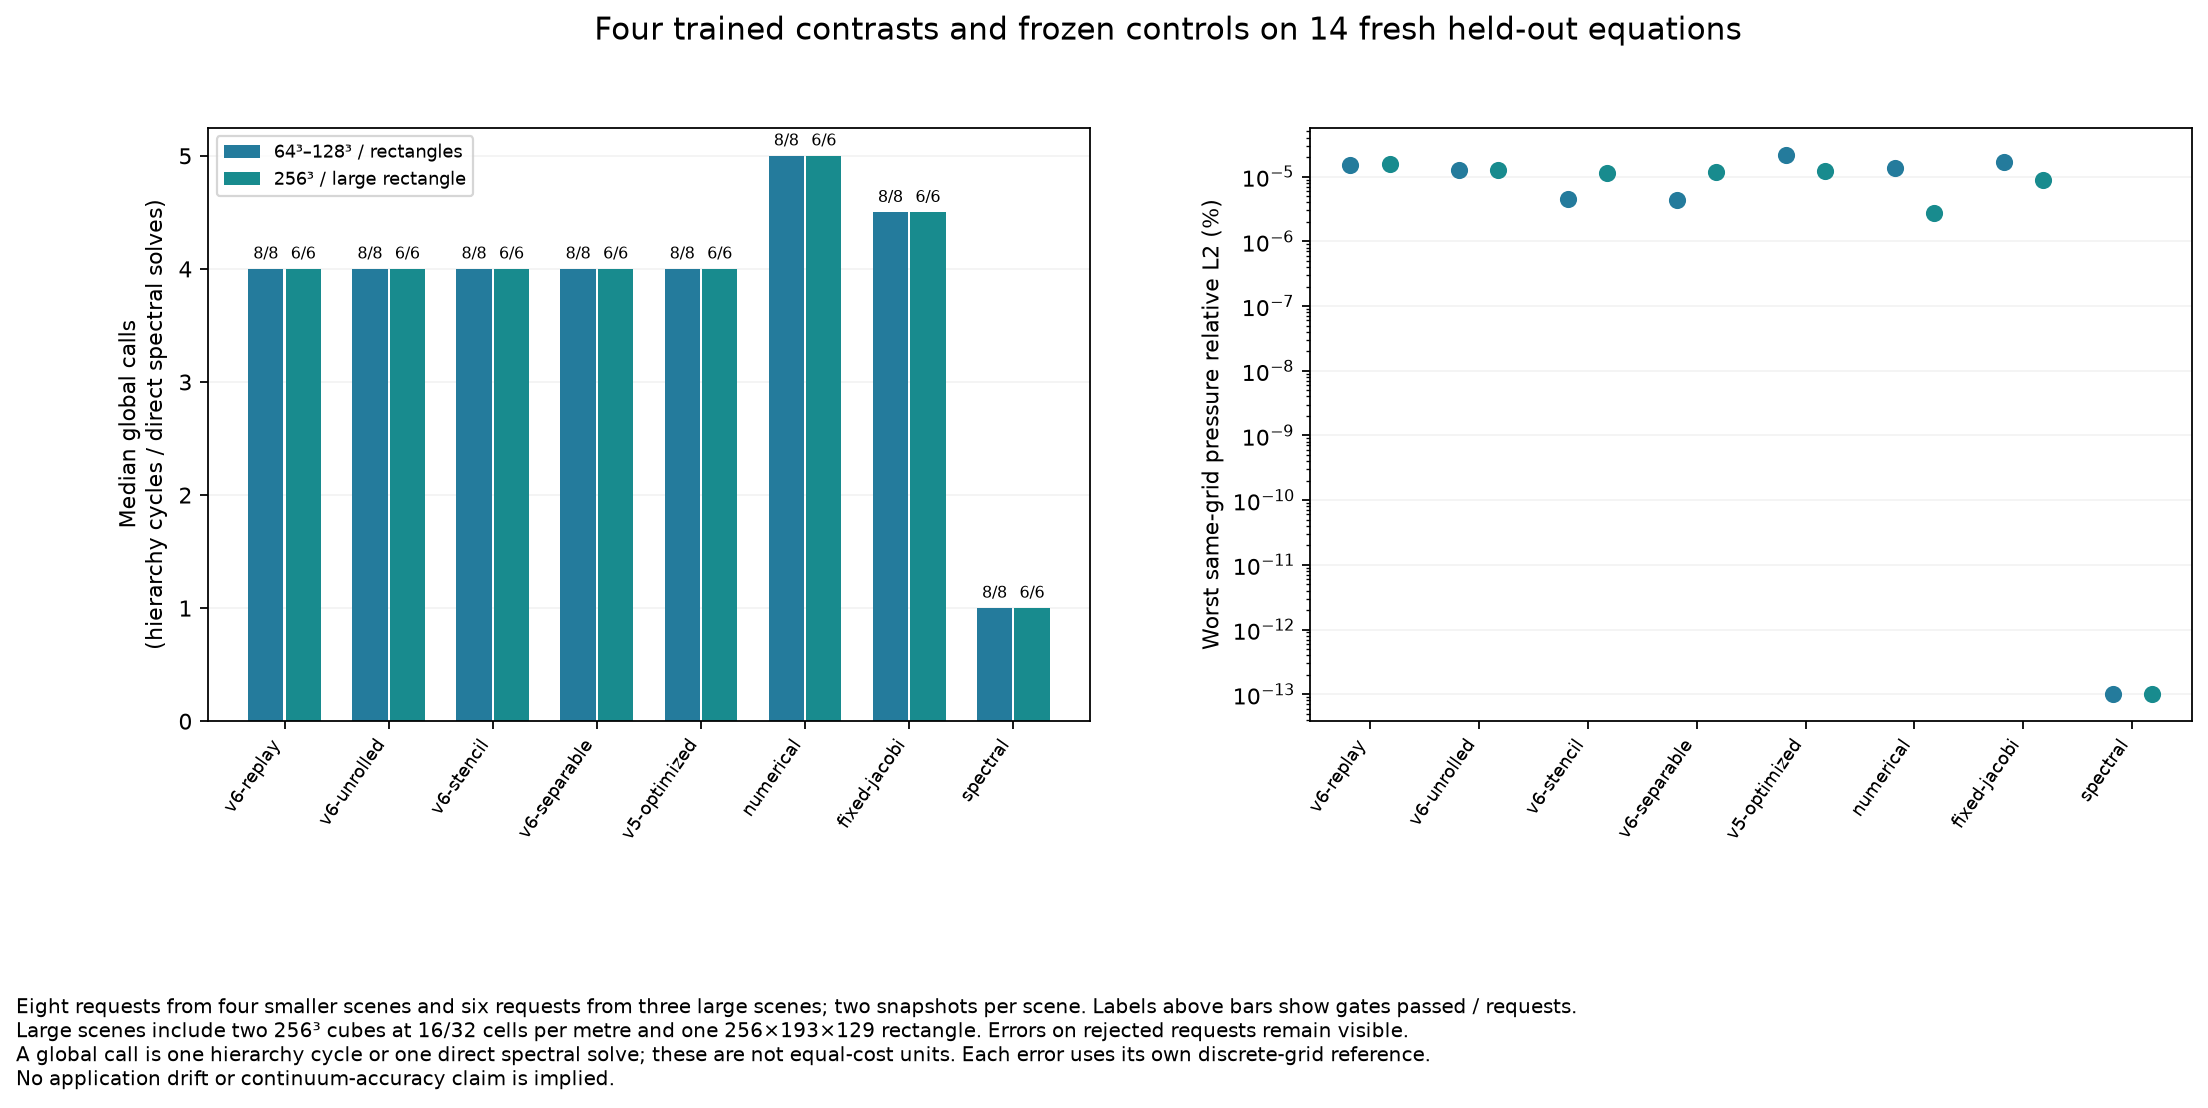 Four trained contrasts and frozen controls on 14 fresh held-out equations
64³–128³ / rectangles
256³ / large rectangle
Median global calls
(hierarchy cycles / direct spectral solves)
5
4
3
2
1
0
8/8 6/6
8/8 6/6
8/8 6/6
8/8 6/6
8/8 6/6
8/8 6/6
8/8 6/6
8/8 6/6
v6-replay
v6-unrolled
v6-stencil
v6-separable
v5-optimized
numerical
fixed-jacobi
spectral
Worst same-grid pressure relative L2 (%)
10⁻⁵
10⁻⁶
10⁻⁷
10⁻⁸
10⁻⁹
10⁻¹⁰
10⁻¹¹
10⁻¹²
10⁻¹³
v6-replay
v6-unrolled
v6-stencil
v6-separable
v5-optimized
numerical
fixed-jacobi
spectral
Eight requests from four smaller scenes and six requests from three large scenes; two snapshots per scene. Labels above bars show gates passed / requests.
Large scenes include two 256³ cubes at 16/32 cells per metre and one 256×193×129 rectangle. Errors on rejected requests remain visible.
A global call is one hierarchy cycle or one direct spectral solve; these are not equal-cost units. Each error uses its own discrete-grid reference.
No application drift or continuum-accuracy claim is implied.